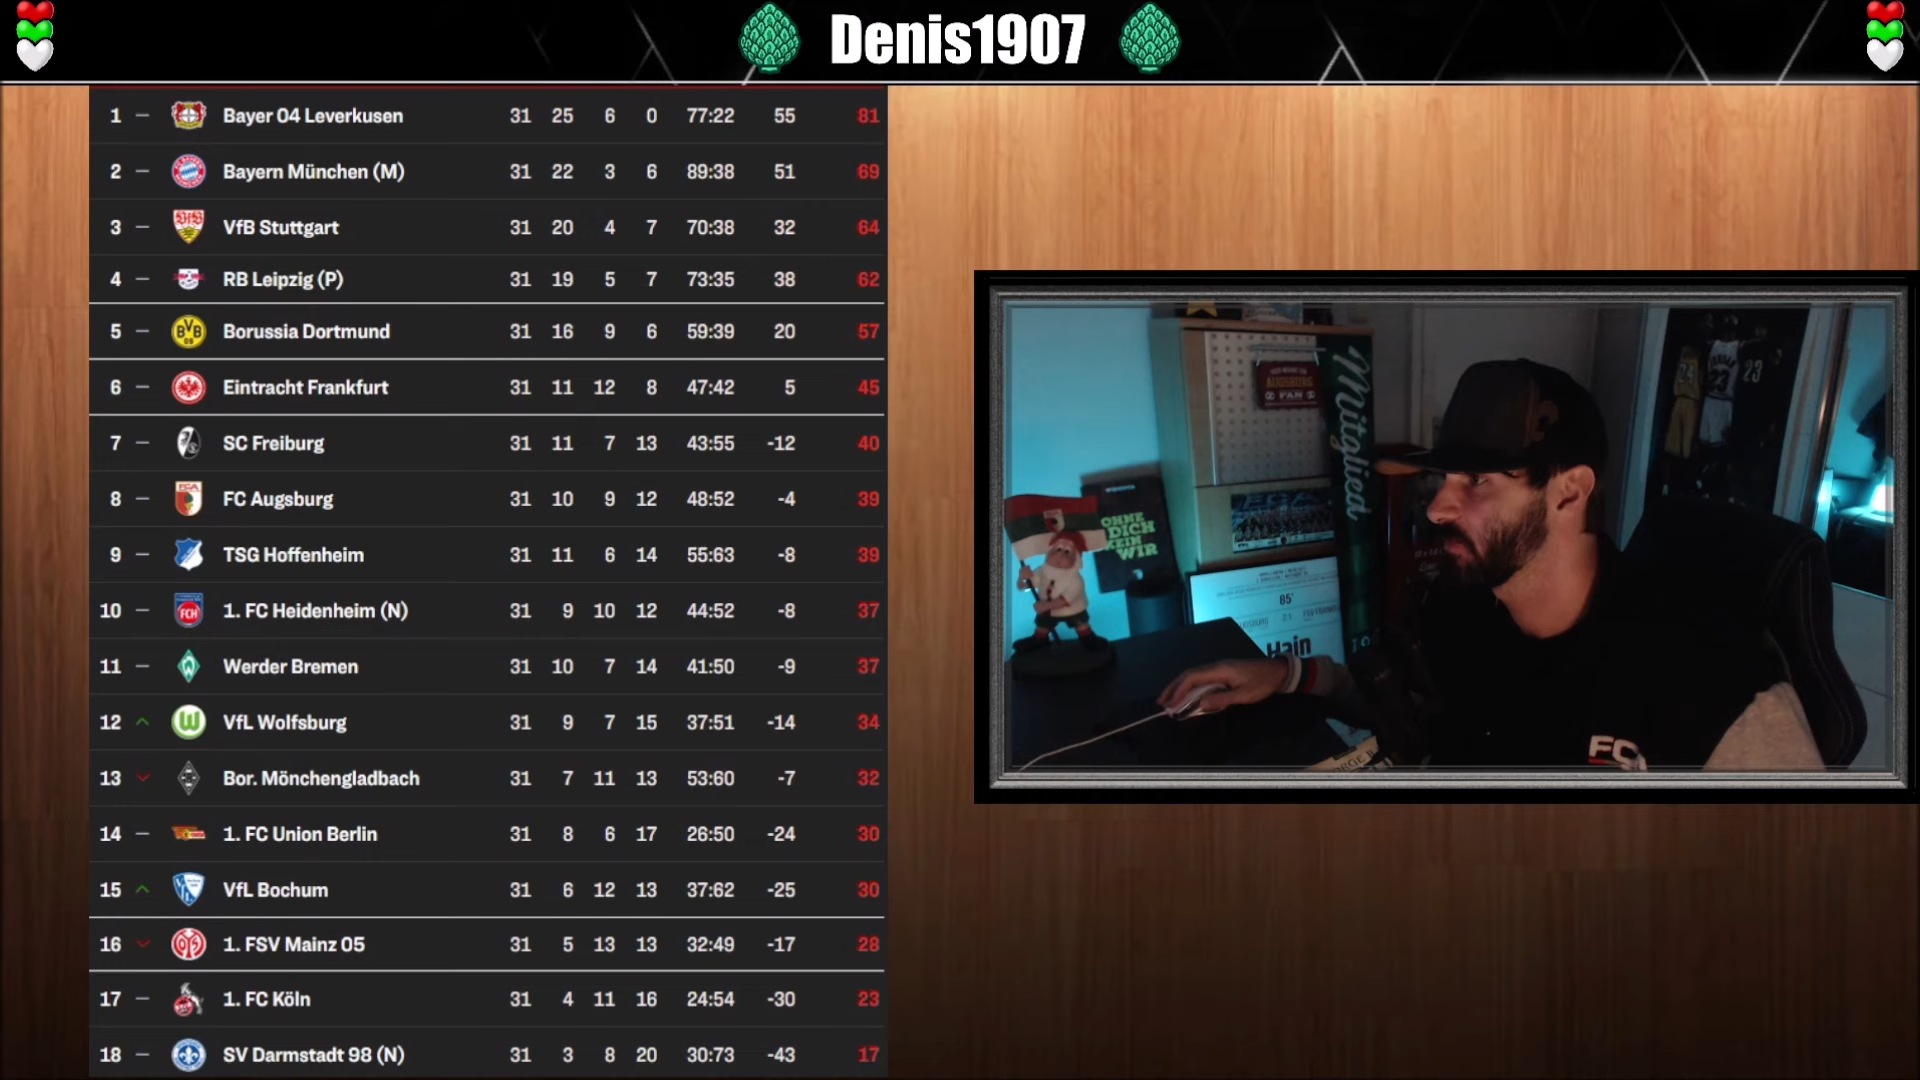 Denis1907
1 — Bayer 04 Leverkusen 31 25 6 0 77:22 55 81
2 — Bayern München (M) 31 22 3 6 89:38 51 69
3 — VfB Stuttgart 31 20 4 7 70:38 32 64
4 — RB Leipzig (P) 31 19 5 7 73:35 38 62
5 — Borussia Dortmund 31 16 9 6 59:39 20 57
6 — Eintracht Frankfurt 31 11 12 8 47:42 5 45
7 — SC Freiburg 31 11 7 13 43:55 -12 40
8 — FC Augsburg 31 10 9 12 48:52 -4 39
9 — TSG Hoffenheim 31 11 6 14 55:63 -8 39
10 — 1. FC Heidenheim (N) 31 9 10 12 44:52 -8 37
11 — Werder Bremen 31 10 7 14 41:50 -9 37
12 VfL Wolfsburg 31 9 7 15 37:51 -14 34
13 Bor. Mönchengladbach 31 7 11 13 53:60 -7 32
14 — 1. FC Union Berlin 31 8 6 17 26:50 -24 30
15 VfL Bochum 31 6 12 13 37:62 -25 30
16 1. FSV Mainz 05 31 5 13 13 32:49 -17 28
17 — 1. FC Köln 31 4 11 16 24:54 -30 23
18 — SV Darmstadt 98 (N) 31 3 8 20 30:73 -43 17
AUGSBURG
FAN
Mitglied
24
23
OHNE
DICH
KEIN
WIR
85'
2:1
Hain
FC